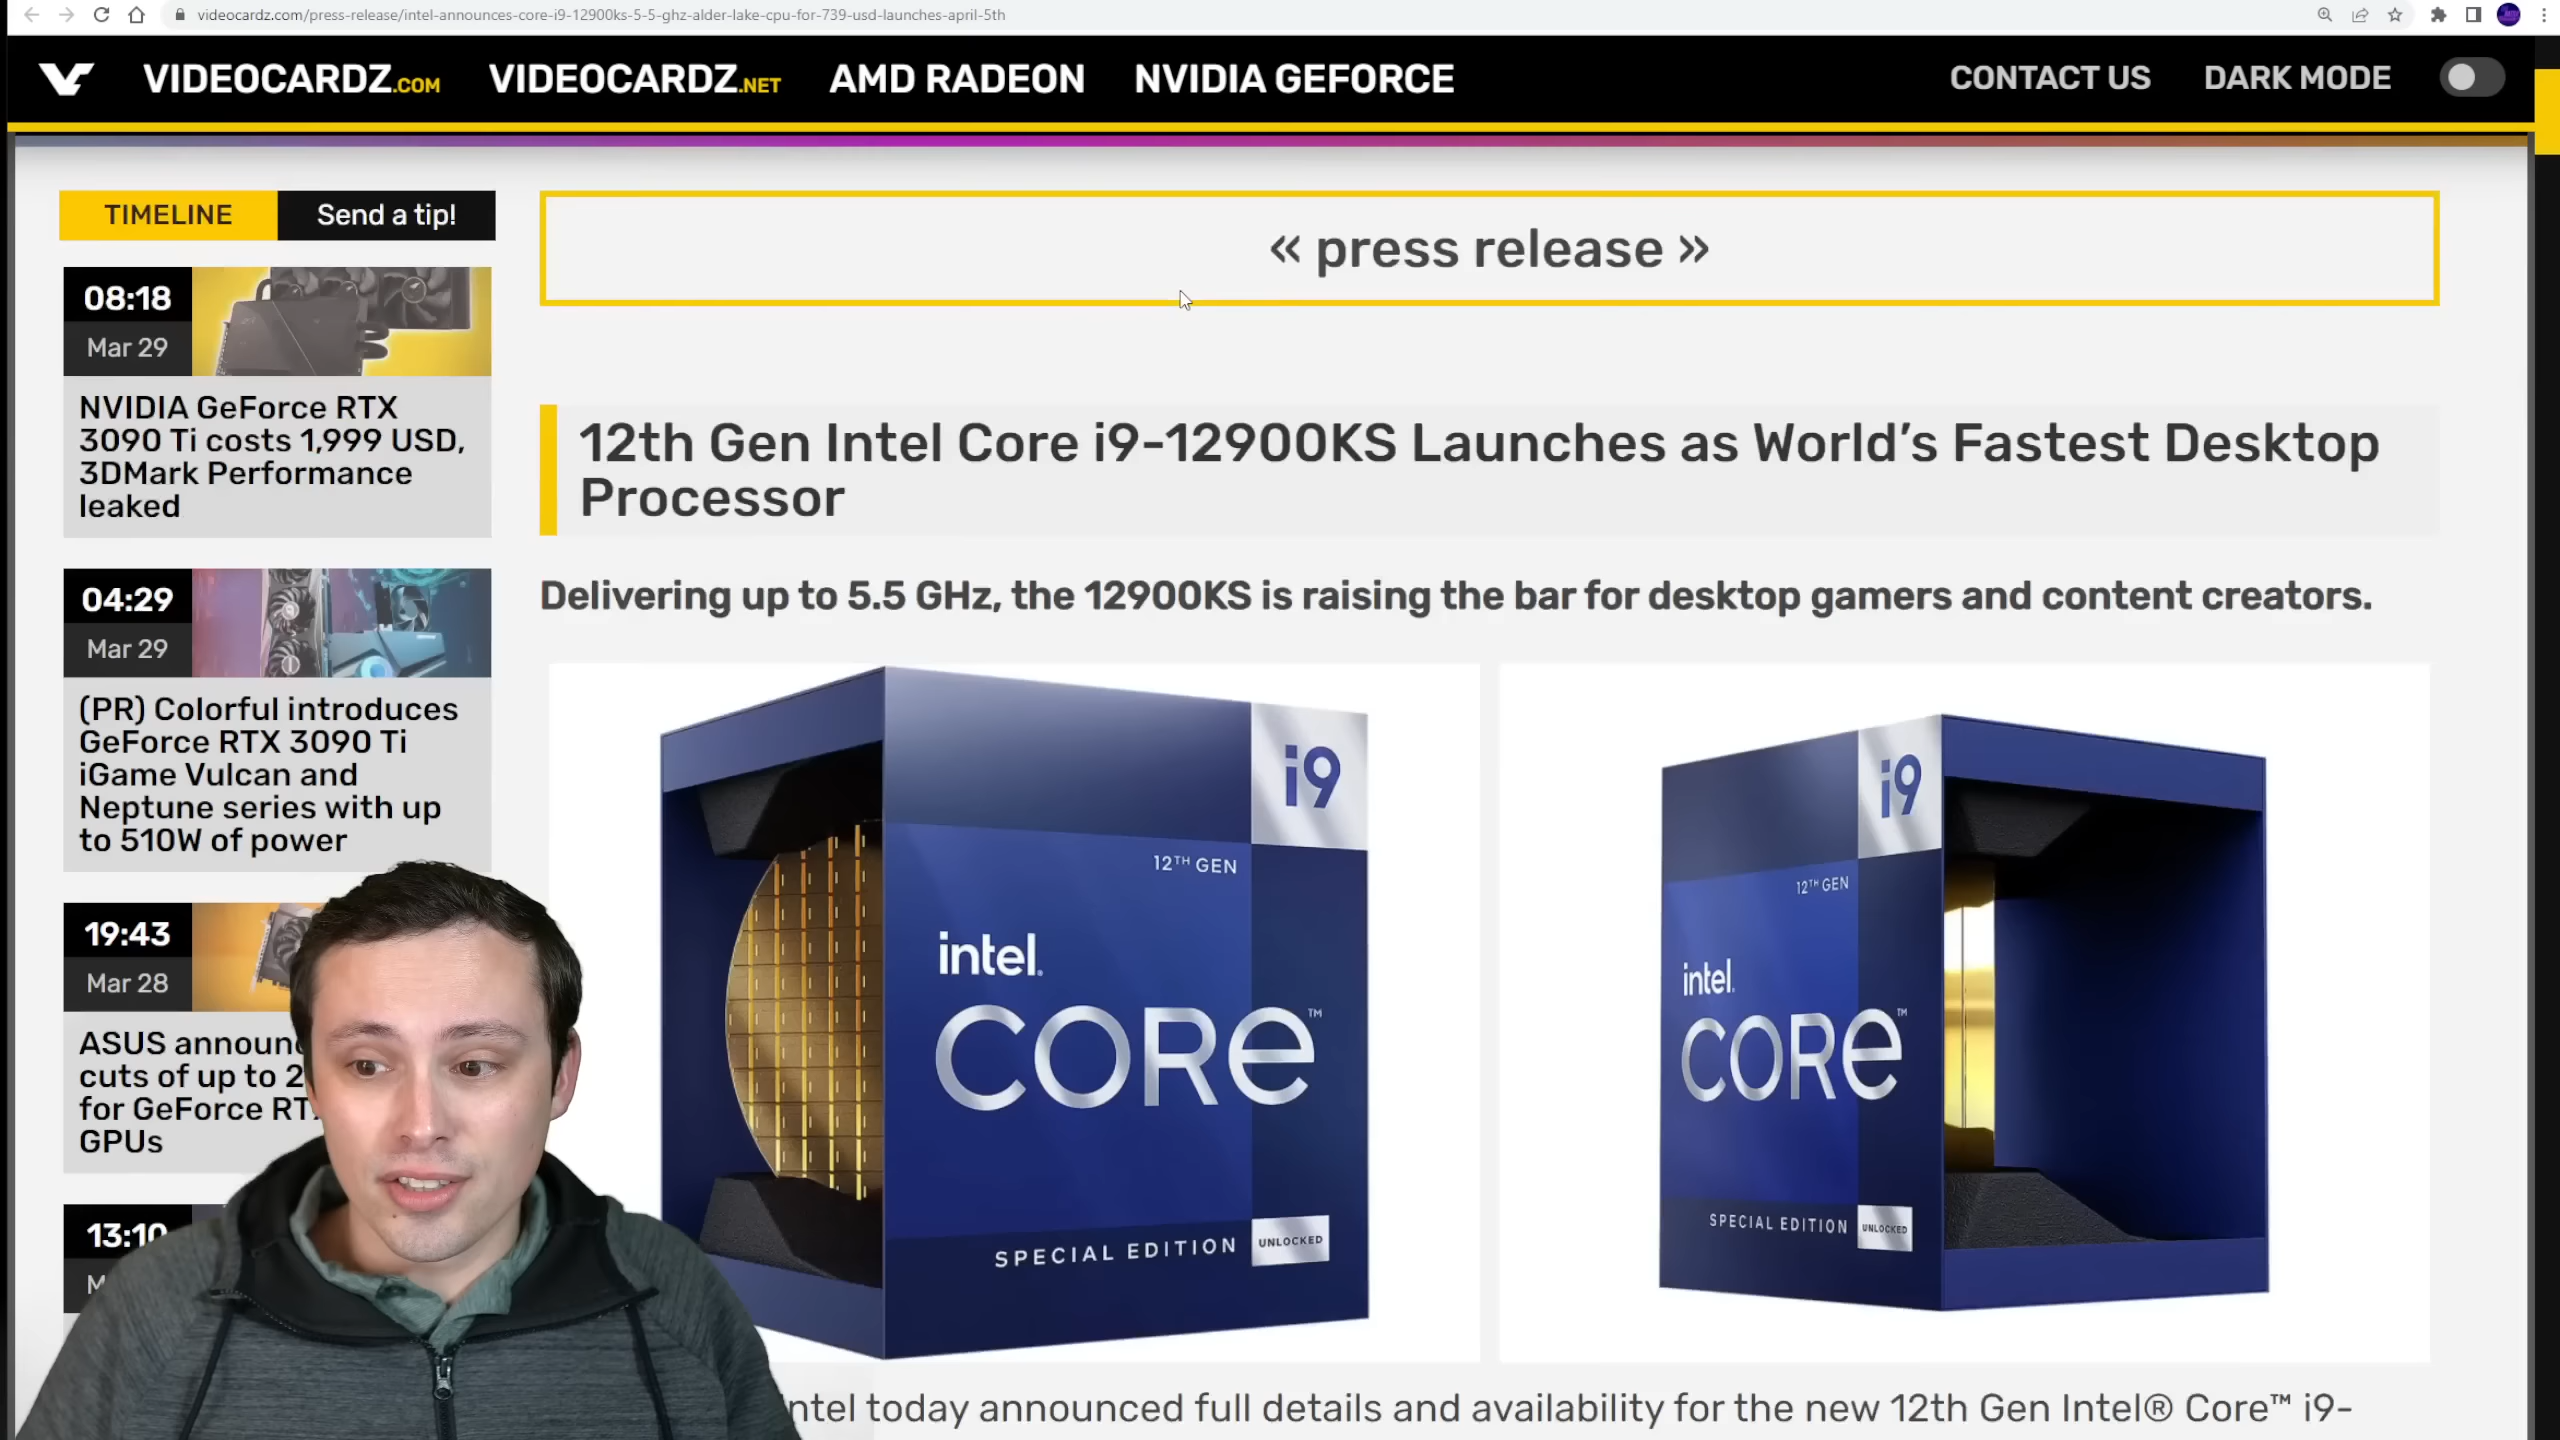 videocardz.com/press-release/intel-announces-core-i9-12900ks-5-5-ghz-alder-lake-cpu-for-739-usd-launches-april-5th
VIDEOCARDZ.COM VIDEOCARDZ.NET AMD RADEON NVIDIA GEFORCE CONTACT US DARK MODE
TIMELINE Send a tip!
08:18
Mar 29
NVIDIA GeForce RTX
3090 Ti costs 1,999 USD,
3DMark Performance
leaked
04:29
Mar 29
(PR) Colorful introduces
GeForce RTX 3090 Ti
iGame Vulcan and
Neptune series with up
to 510W of power
19:43
Mar 28
ASUS announ
cuts of up to 2
for GeForce RT
GPUs
13:10
M
« press release »
12th Gen Intel Core i9-12900KS Launches as World’s Fastest Desktop
Processor
Delivering up to 5.5 GHz, the 12900KS is raising the bar for desktop gamers and content creators.
i9
12TH GEN
intel.
CORe™
SPECIAL EDITION
UNLOCKED
i9
12TH GEN
intel.
CORe™
SPECIAL EDITION
UNLOCKED
ntel today announced full details and availability for the new 12th Gen Intel® Core™ i9-